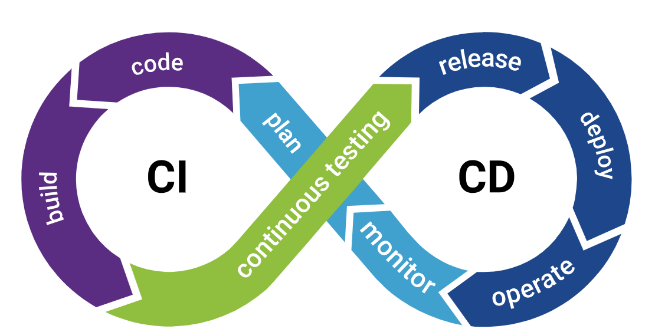 code
release
plan
continuous testing
deploy
CI
CD
build
monitor
operate